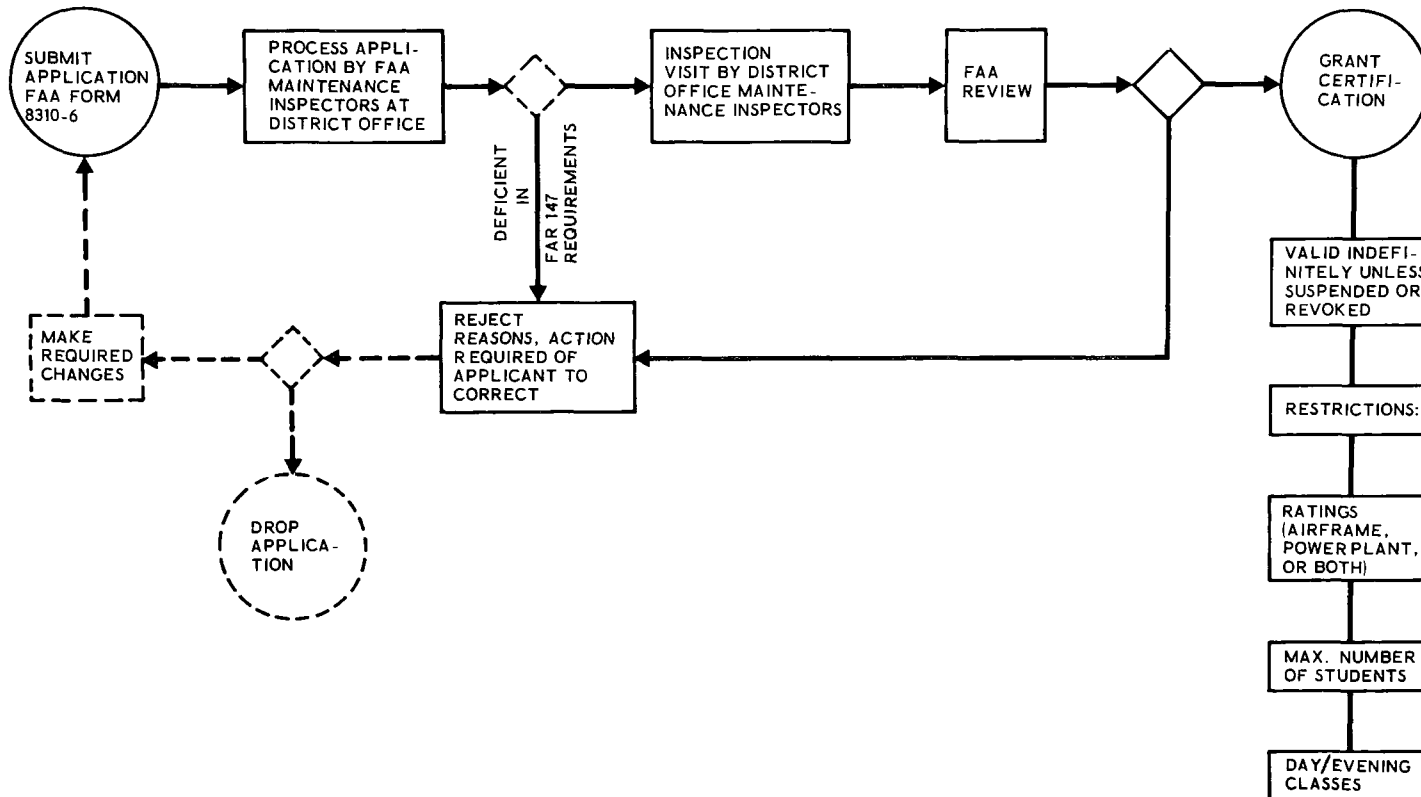 SUBMIT
APPLICATION
FAA FORM
8310-6
PROCESS APPLI-
CATION BY FAA
MAINTENANCE
INSPECTORS AT
DISTRICT OFFICE
INSPECTION
VISIT BY DISTRICT
OFFICE MAINTE-
NANCE INSPECTORS
FAA
REVIEW
GRANT
CERTIFI-
CATION
DEFICIENT
IN
FAR 147
REQUIREMENTS
VALID INDEFI-
NITELY UNLESS
SUSPENDED OR
REVOKED
MAKE
REQUIRED
CHANGES
REJECT
REASONS, ACTION
REQUIRED OF
APPLICANT TO
CORRECT
RESTRICTIONS:
DROP
APPLICA-
TION
RATINGS
(AIRFRAME,
POWERPLANT,
OR BOTH)
MAX. NUMBER
OF STUDENTS
DAY/EVENING
CLASSES